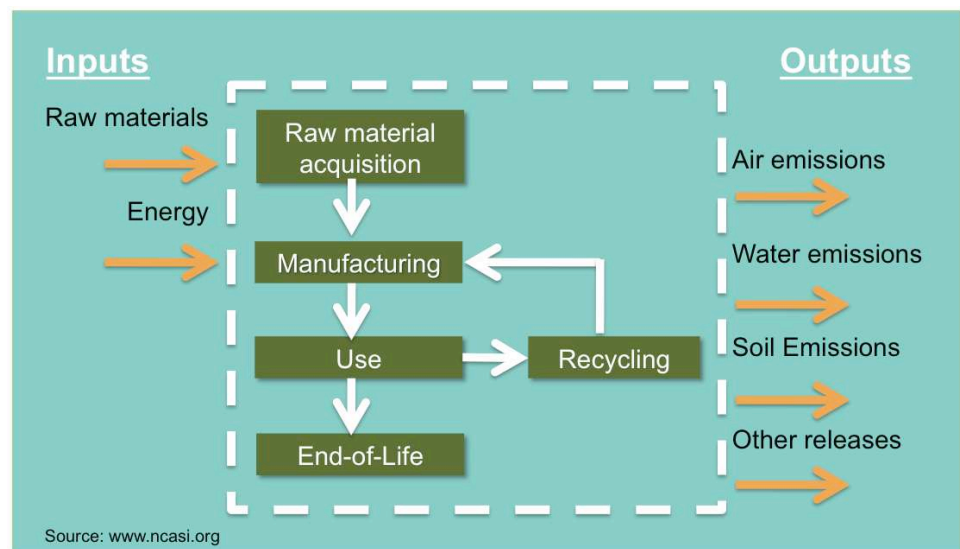 Inputs
Outputs
Raw materials
Energy
Raw material
acquisition
Manufacturing
Use
Recycling
End-of-Life
Air emissions
Water emissions
Soil Emissions
Other releases
Source: www.ncasi.org